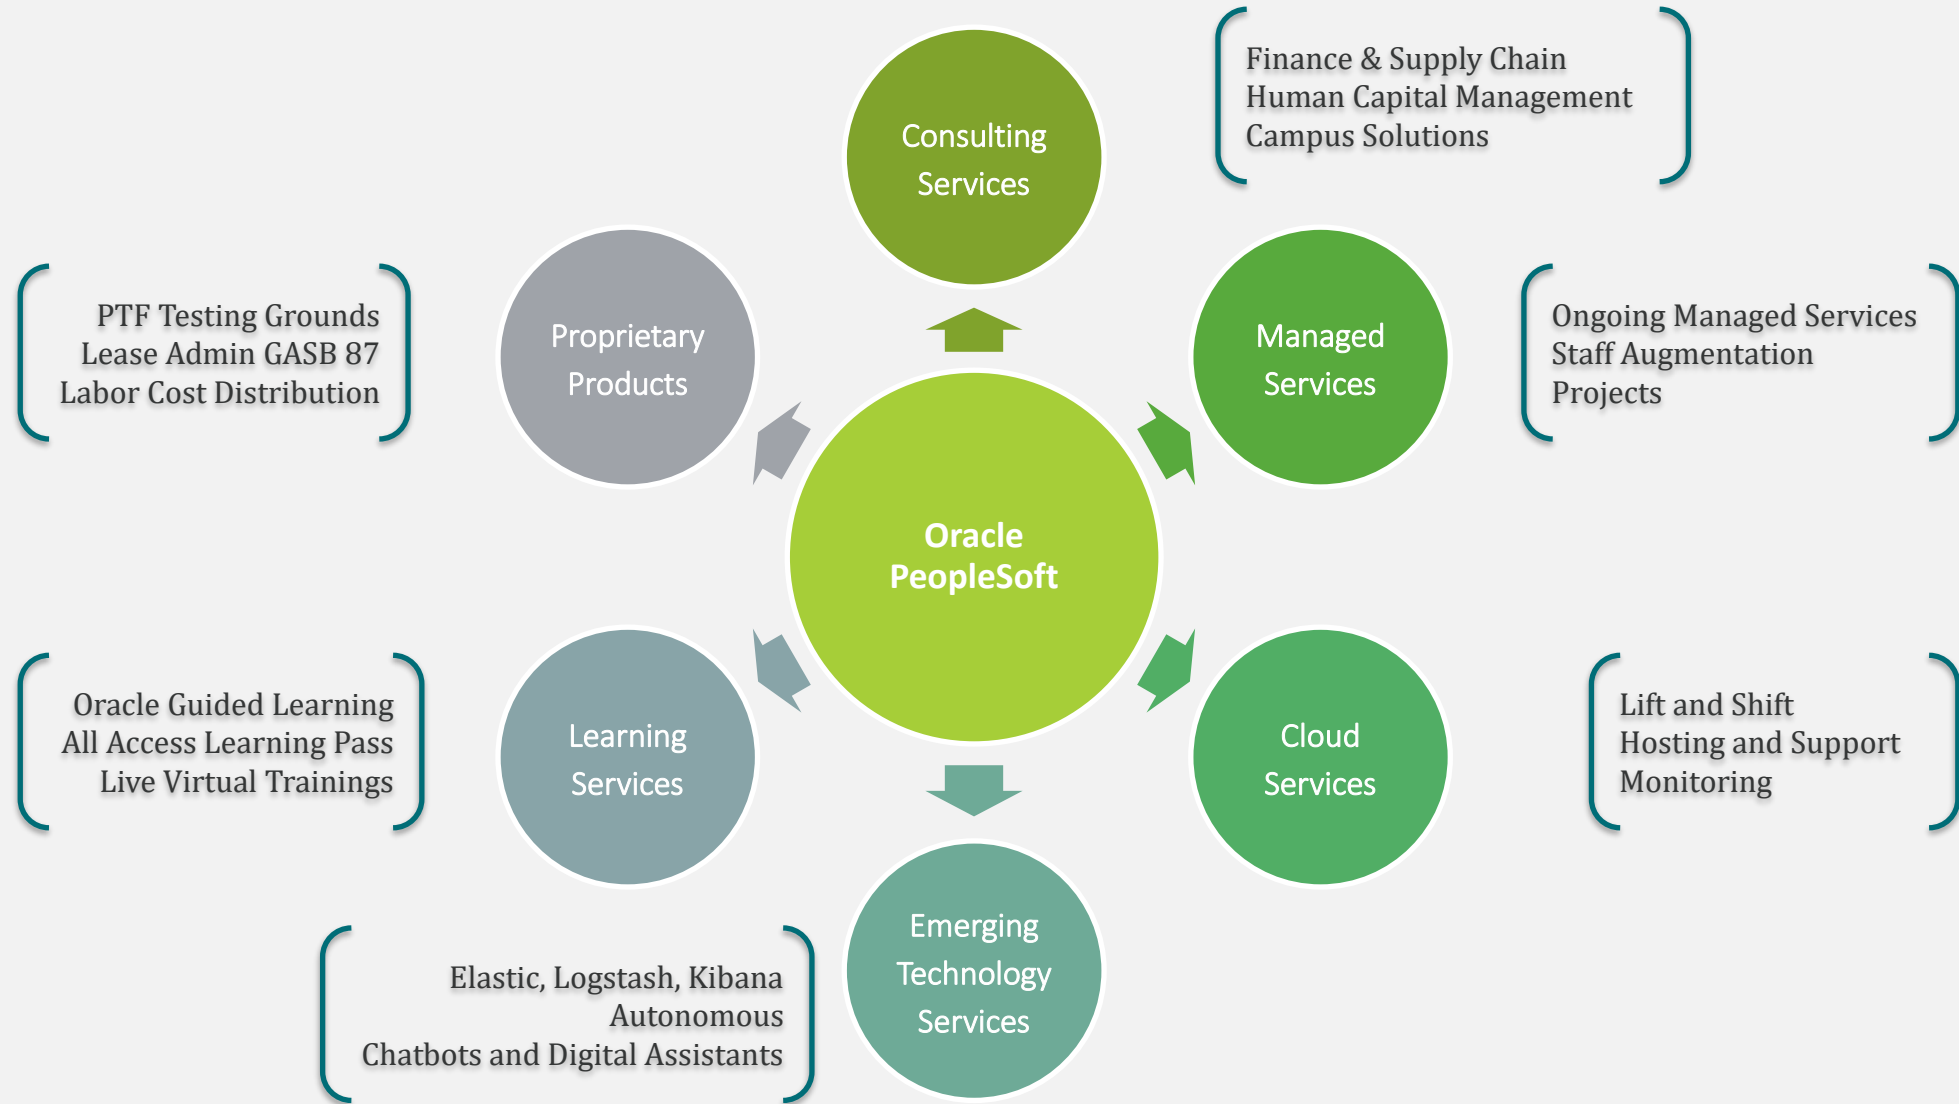 Consulting
Services
Finance & Supply Chain
Human Capital Management
Campus Solutions
Proprietary
Products
PTF Testing Grounds
Lease Admin GASB 87
Labor Cost Distribution
Managed
Services
Ongoing Managed Services
Staff Augmentation
Projects
Oracle
PeopleSoft
Learning
Services
Oracle Guided Learning
All Access Learning Pass
Live Virtual Trainings
Cloud
Services
Lift and Shift
Hosting and Support
Monitoring
Emerging
Technology
Services
Elastic, Logstash, Kibana
Autonomous
Chatbots and Digital Assistants